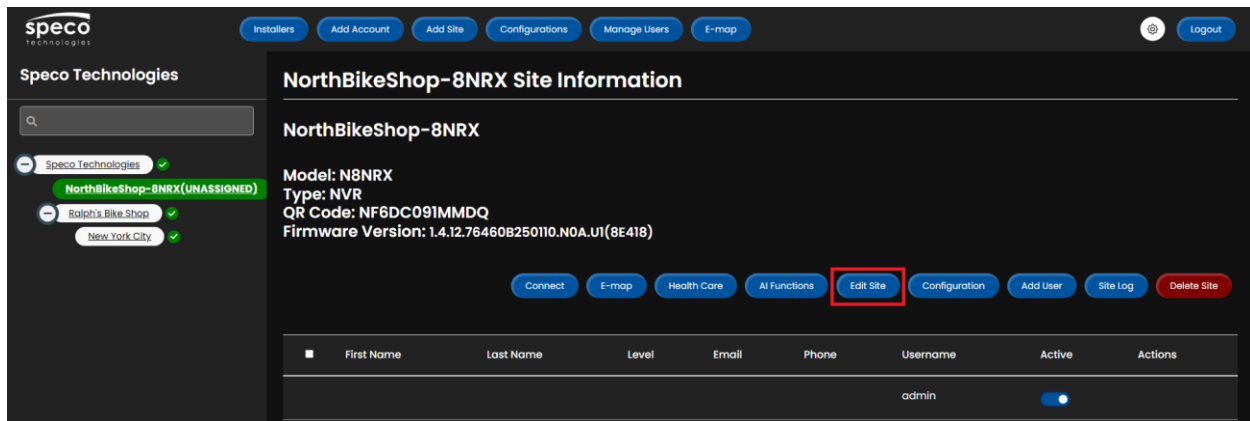 speco
technologies
Installers
Add Account
Add Site
Configurations
Manage Users
E-map
Logout
Speco Technologies
NorthBikeShop-8NRX Site Information
NorthBikeShop-8NRX
Speco Technologies
NorthBikeShop-8NRX(UNASSIGNED)
Ralph's Bike Shop
New York City
Model: N8NRX
Type: NVR
QR Code: NF6DC091MMDQ
Firmware Version: 1.4.12.76460B250110.N0A.U1(8E418)
Connect
E-map
Health Care
AI Functions
Edit Site
Configuration
Add User
Site Log
Delete Site
First Name
Last Name
Level
Email
Phone
Username
Active
Actions
admin